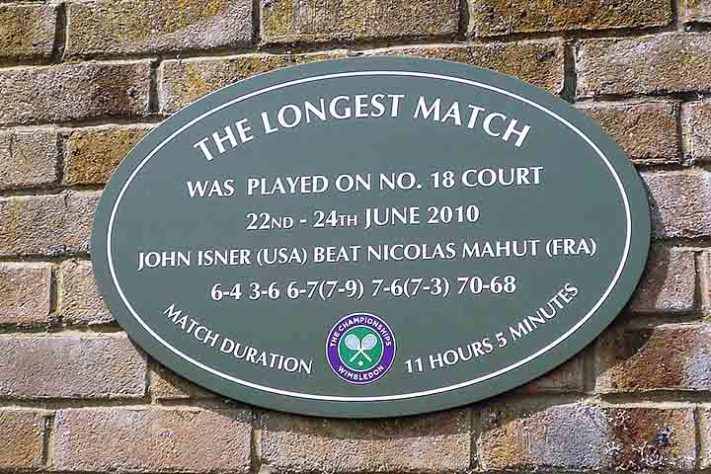 THE LONGEST MATCH
WAS PLAYED ON NO. 18 COURT
22ND - 24TH JUNE 2010
JOHN ISNER (USA) BEAT NICOLAS MAHUT (FRA)
6-4 3-6 6-7(7-9) 7-6(7-3) 70-68
MATCH DURATION 11 HOURS 5 MINUTES
THE CHAMPIONSHIPS
WIMBLEDON